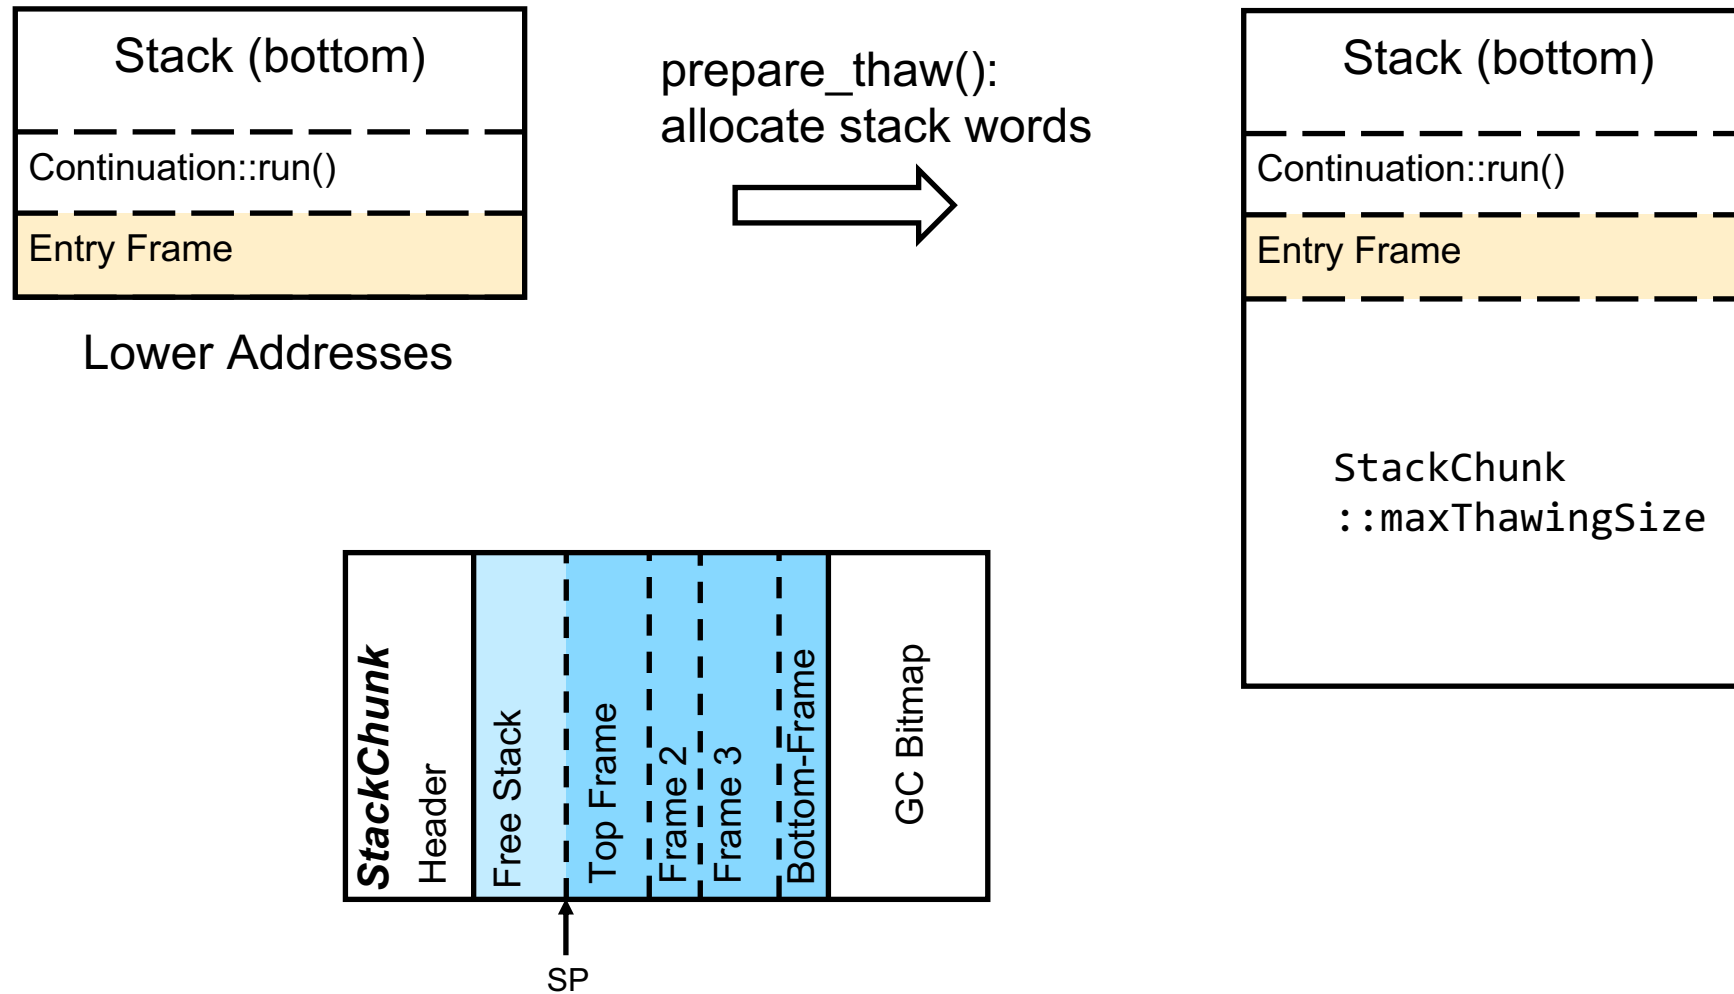 Stack (bottom)
Continuation::run()
Entry Frame
Lower Addresses
prepare_thaw():
allocate stack words
Stack (bottom)
Continuation::run()
Entry Frame
StackChunk
::maxThawingSize
StackChunk
Header
Free Stack
Top Frame
Frame 2
Frame 3
Bottom-Frame
GC Bitmap
SP